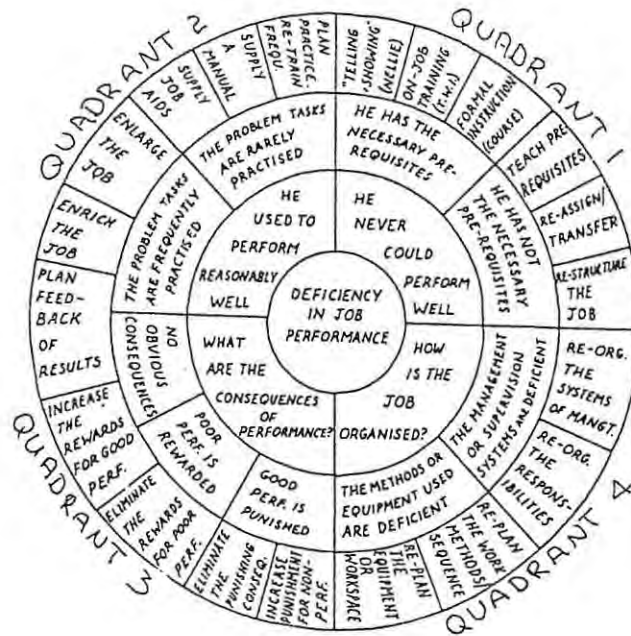 DEFICIENCY
IN JOB
PERFORMANCE
QUADRANT 1
HE
NEVER
COULD
PERFORM
WELL
HE HAS THE
NECESSARY PRE-
REQUISITES
"TELLING
+ SHOWING"
(NELLIE)
ON-JOB
TRAINING
(T.W.I.)
FORMAL
INSTRUCTION
(COURSE)
HE HAS NOT
THE NECESSARY
PRE-REQUISITES
TEACH PRE-
REQUISITES
RE-ASSIGN/
TRANSFER
RE-STRUCTURE
THE
JOB
QUADRANT 2
HE
USED TO
PERFORM
REASONABLY
WELL
THE PROBLEM TASKS
ARE RARELY
PRACTISED
PLAN
PRACTICE:
RE-TRAIN
FREQU.
SUPPLY
A
MANUAL
SUPPLY
JOB
AIDS
THE PROBLEM TASKS
ARE FREQUENTLY
PRACTISED
ENLARGE
THE JOB
ENRICH
THE
JOB
QUADRANT 3
WHAT
ARE THE
CONSEQUENCES
OF
PERFORMANCE?
NO
OBVIOUS
CONSEQUENCES
PLAN
FEED-
BACK
OF
RESULTS
POOR
PERF. IS
REWARDED
INCREASE
THE
REWARDS
FOR GOOD
PERF.
ELIMINATE
THE
REWARDS
FOR POOR
PERF.
GOOD
PERF. IS
PUNISHED
ELIMINATE
THE
PUNISHING
CONSEQ.
INCREASE
PUNISHMENT
FOR NON-
PERF.
QUADRANT 4
HOW
IS THE
JOB
ORGANISED?
THE METHODS OR
EQUIPMENT USED
ARE DEFICIENT
RE-PLAN
THE
EQUIPMENT
OR
WORKSPACE
RE-PLAN
THE WORK
METHODS/
SEQUENCE
THE MANAGEMENT
OR SUPERVISION
SYSTEMS ARE DEFICIENT
RE-ORG.
THE
RESPONS-
IBILITIES
RE-ORG.
THE
SYSTEMS
OF MANGT.